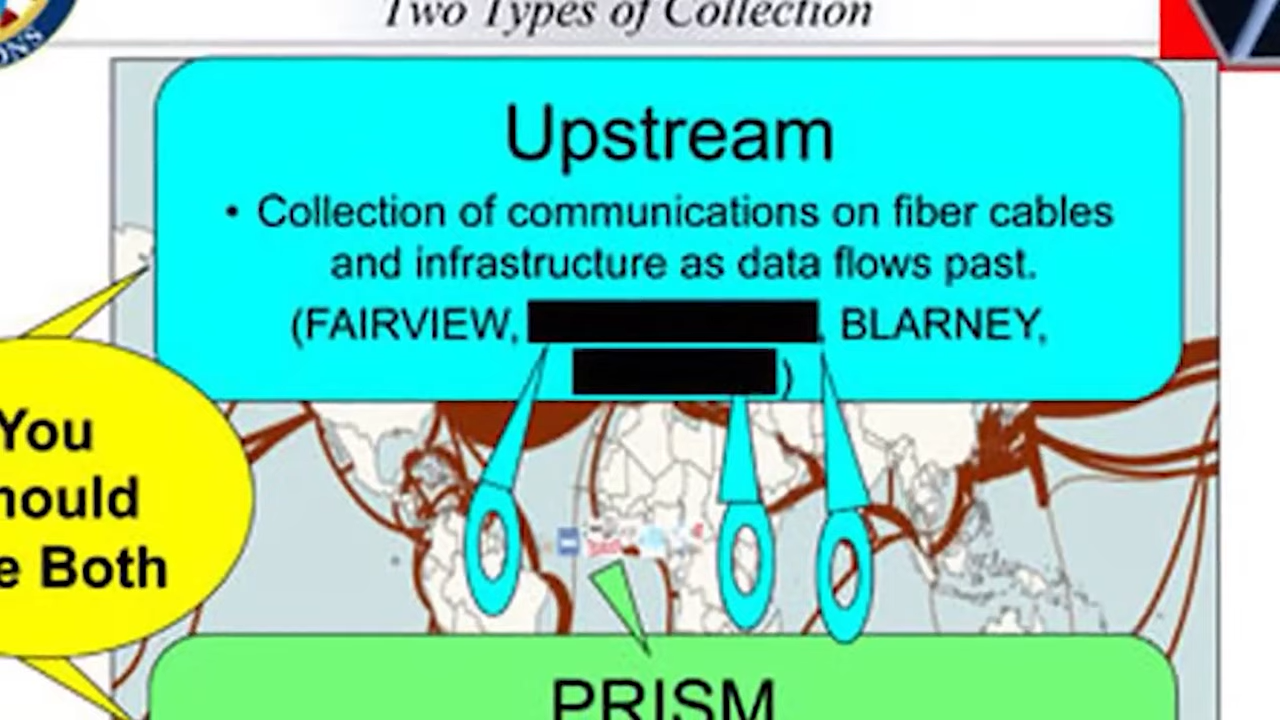 Two Types of Collection
ONS
Upstream
• Collection of communications on fiber cables
and infrastructure as data flows past.
(FAIRVIEW, , BLARNEY,
)
You
hould
e Both
PRISM